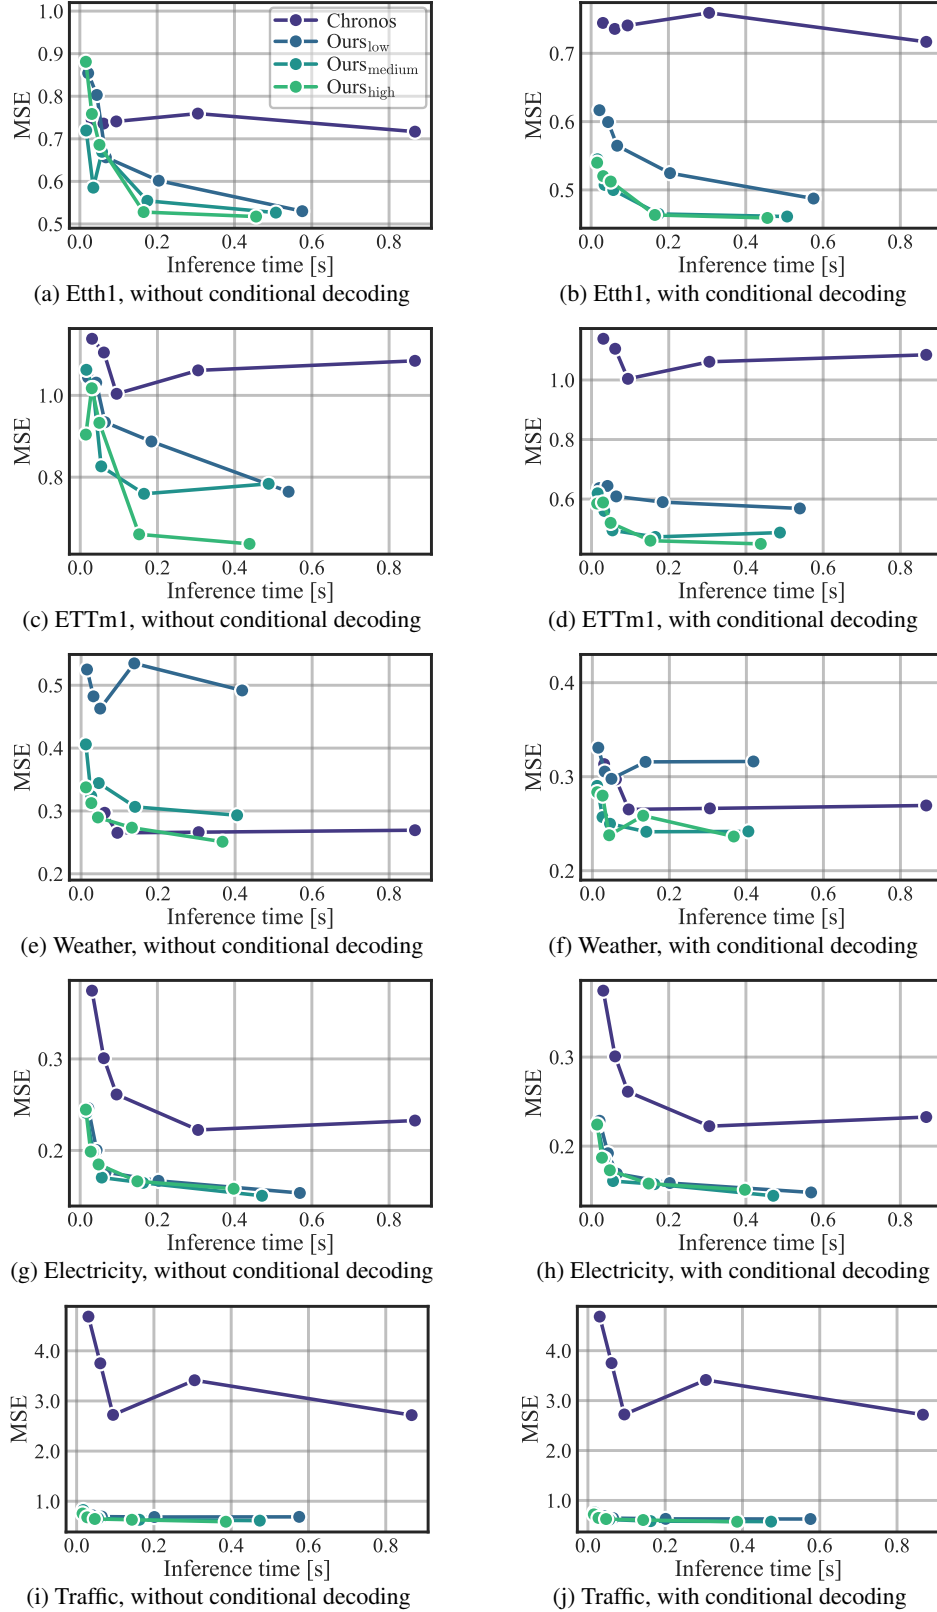 1.0
0.9
0.8
0.7
0.6
0.5
MSE
Chronos
Ours_low
Ours_medium
Ours_high
0.0 0.2 0.4 0.6 0.8
Inference time [s]
(a) Etth1, without conditional decoding
0.7
0.6
0.5
MSE
0.0 0.2 0.4 0.6 0.8
Inference time [s]
(b) Etth1, with conditional decoding
1.0
0.8
MSE
0.0 0.2 0.4 0.6 0.8
Inference time [s]
(c) ETTm1, without conditional decoding
1.0
0.8
0.6
MSE
0.0 0.2 0.4 0.6 0.8
Inference time [s]
(d) ETTm1, with conditional decoding
0.5
0.4
0.3
0.2
MSE
0.0 0.2 0.4 0.6 0.8
Inference time [s]
(e) Weather, without conditional decoding
0.4
0.3
0.2
MSE
0.0 0.2 0.4 0.6 0.8
Inference time [s]
(f) Weather, with conditional decoding
0.3
0.2
MSE
0.0 0.2 0.4 0.6 0.8
Inference time [s]
(g) Electricity, without conditional decoding
0.3
0.2
MSE
0.0 0.2 0.4 0.6 0.8
Inference time [s]
(h) Electricity, with conditional decoding
4.0
3.0
2.0
1.0
MSE
0.0 0.2 0.4 0.6 0.8
Inference time [s]
(i) Traffic, without conditional decoding
4.0
3.0
2.0
1.0
MSE
0.0 0.2 0.4 0.6 0.8
Inference time [s]
(j) Traffic, with conditional decoding